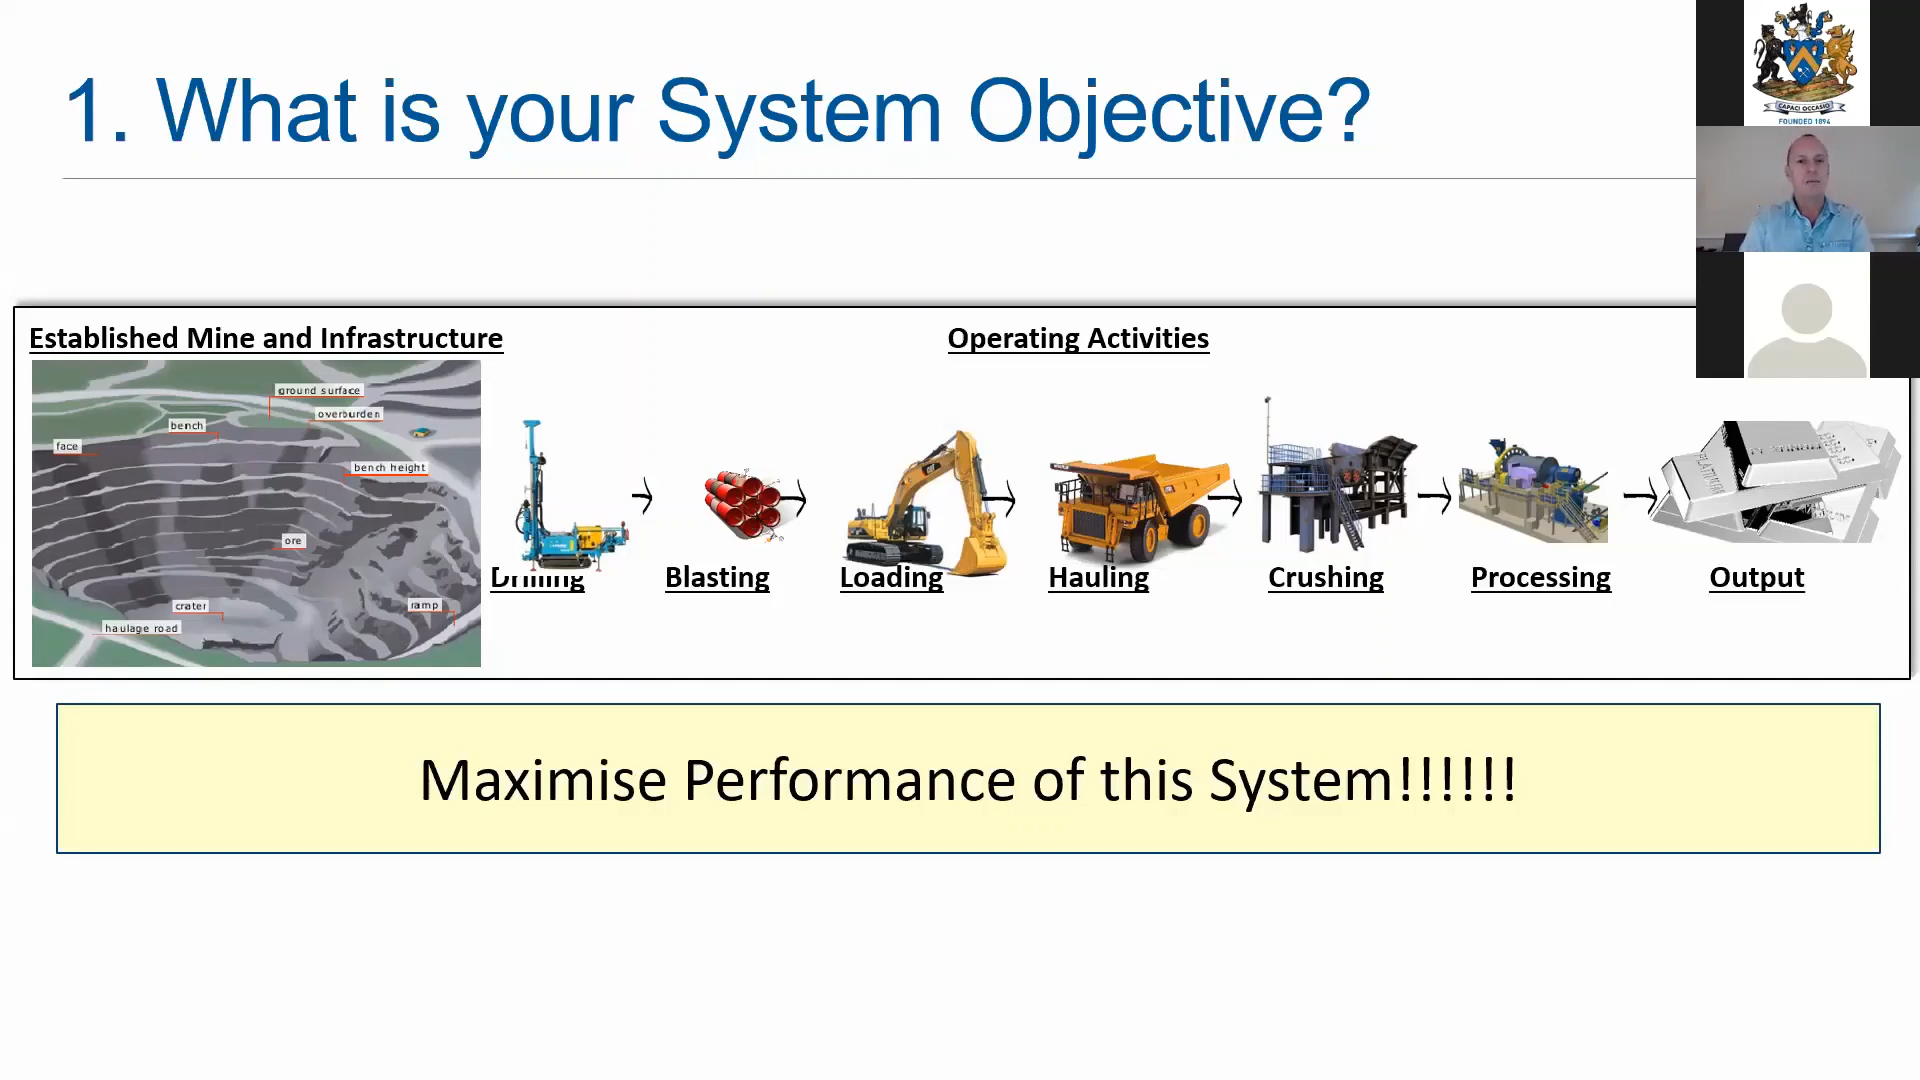 1. What is your System Objective?
CAPACI OCCASIO
FOUNDED 1894
Established Mine and Infrastructure
Operating Activities
ground surface
overburden
bench
face
bench height
ore
crater
ramp
haulage road
CAT
Drilling
Blasting
Loading
Hauling
Crushing
Processing
Output
Maximise Performance of this System!!!!!!